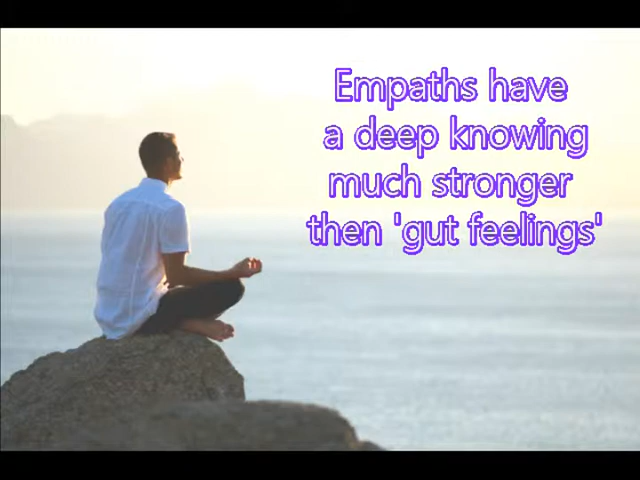 Empaths have
a deep knowing
much stronger
then 'gut feelings'